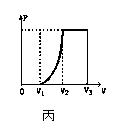 P
0 V₁ V₂ V₃ V
丙